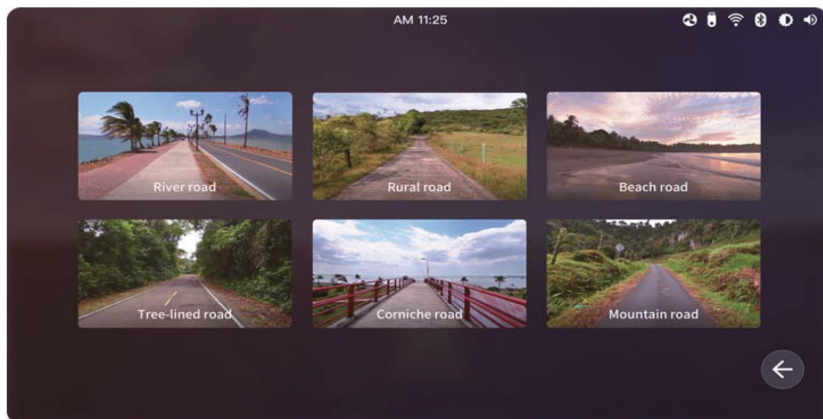 AM 11:25
River road
Rural road
Beach road
Tree-lined road
Corniche road
Mountain road